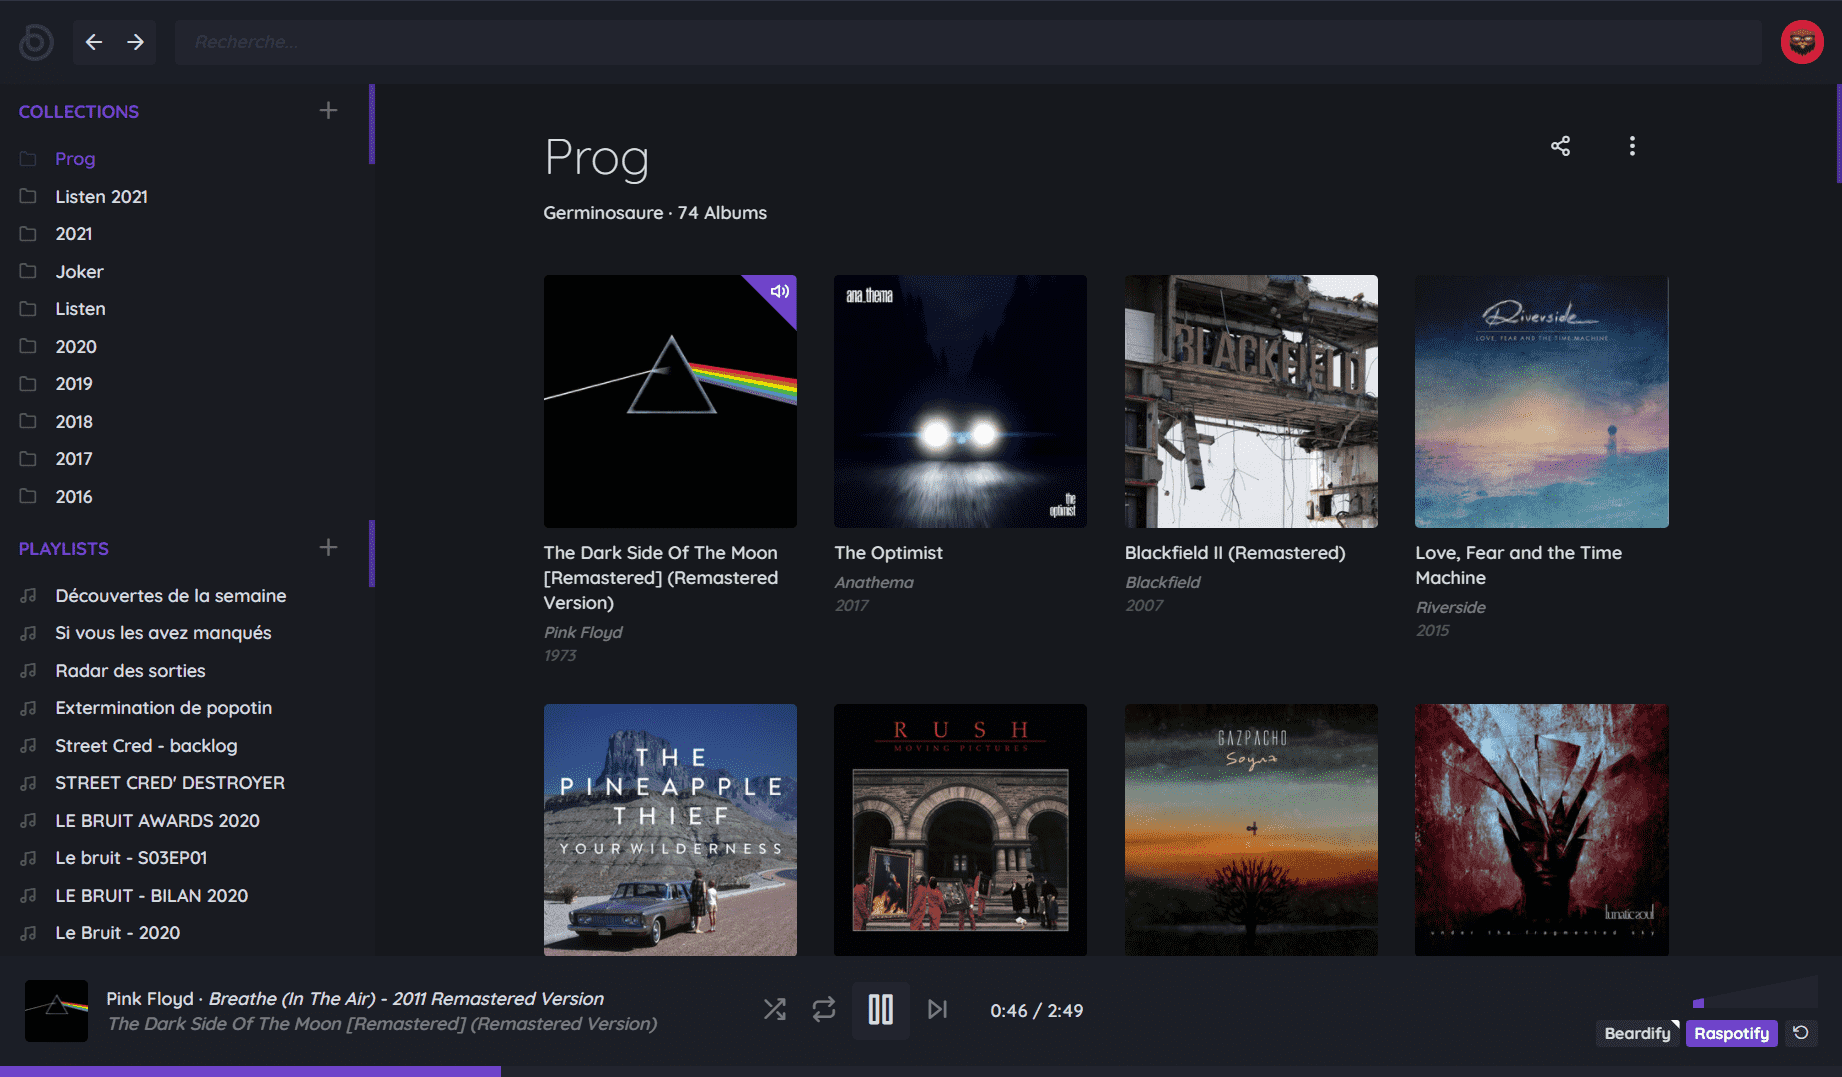 Recherche...
COLLECTIONS
Prog
Listen 2021
2021
Joker
Listen
2020
2019
2018
2017
2016
PLAYLISTS
Découvertes de la semaine
Si vous les avez manqués
Radar des sorties
Extermination de popotin
Street Cred - backlog
STREET CRED' DESTROYER
LE BRUIT AWARDS 2020
Le bruit - S03EP01
LE BRUIT - BILAN 2020
Le Bruit - 2020
Prog
Germinosaure · 74 Albums
The Dark Side Of The Moon
[Remastered] (Remastered
Version)
Pink Floyd
1973
ana_thema
the
optimist
The Optimist
Anathema
2017
BLACKFIELD
Blackfield II (Remastered)
Blackfield
2007
Riverside
LOVE, FEAR AND THE TIME MACHINE
Love, Fear and the Time
Machine
Riverside
2015
THE
PINEAPPLE
THIEF
YOUR WILDERNESS
RUSH
MOVING PICTURES
GAZPACHO
Soyuz
lunatic soul
under the fragmented sky
Pink Floyd · Breathe (In The Air) - 2011 Remastered Version
The Dark Side Of The Moon [Remastered] (Remastered Version)
0:46 / 2:49
Beardify
Raspotify